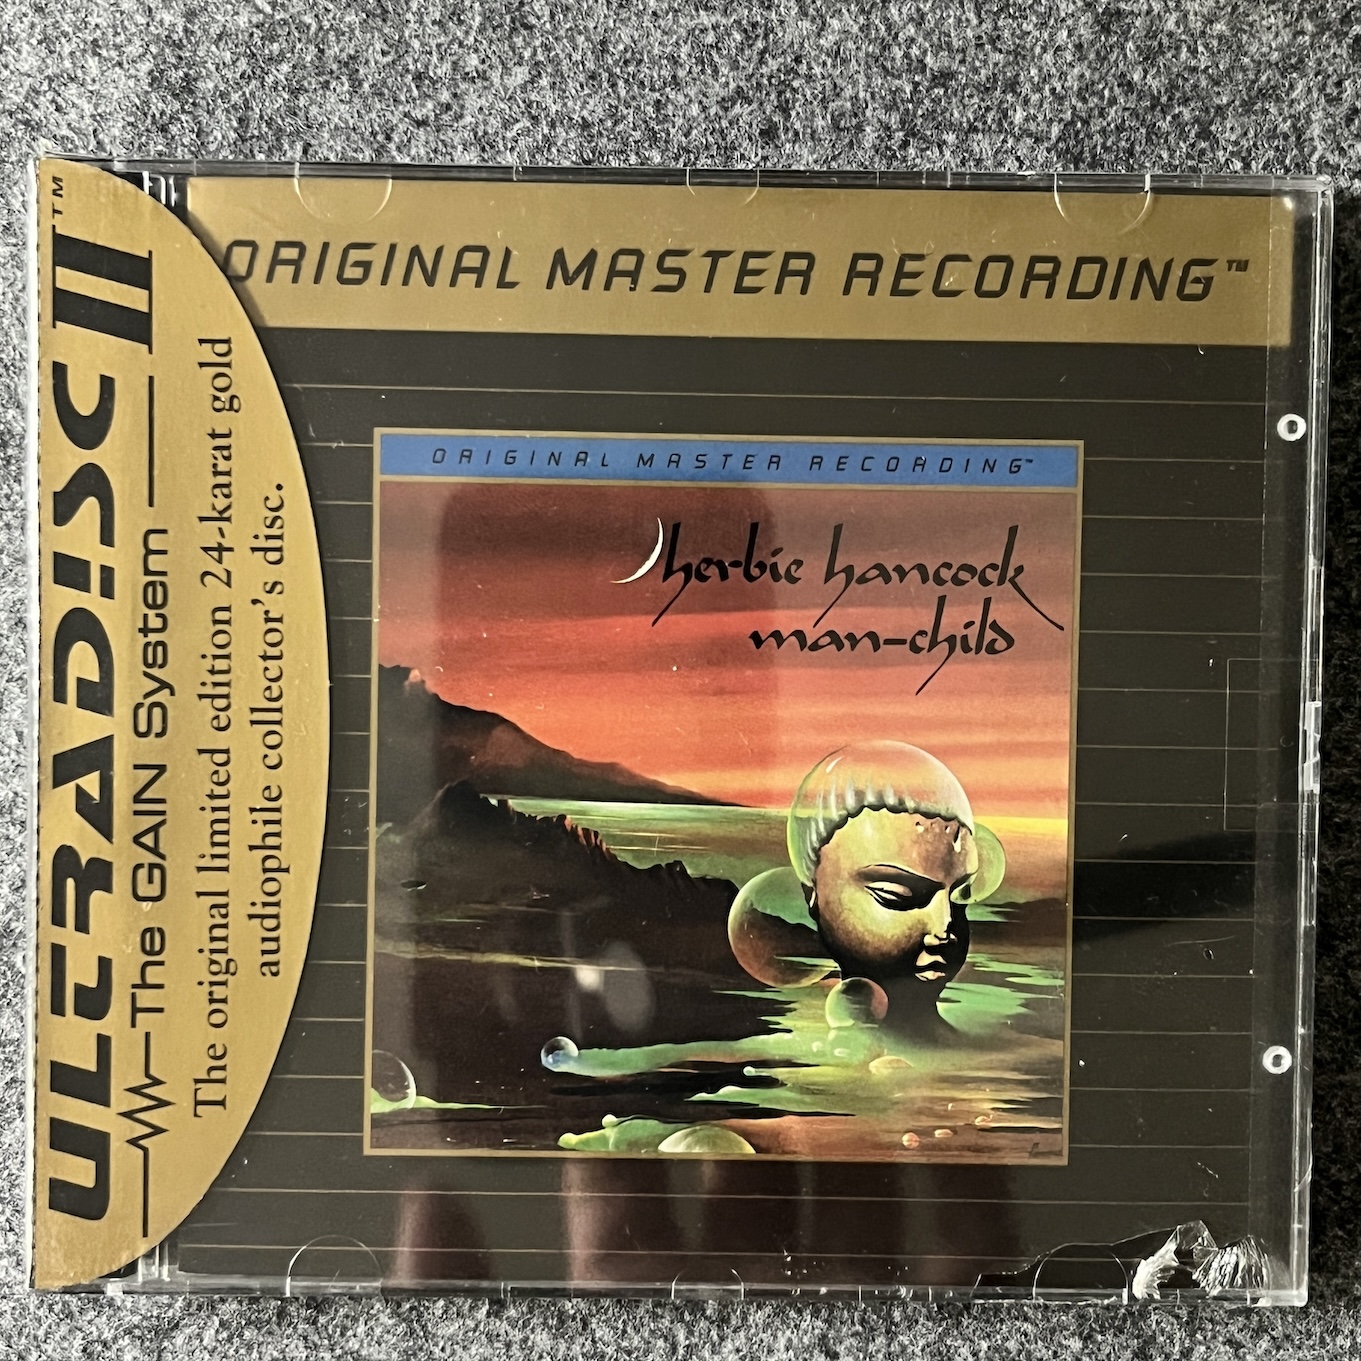 ORIGINAL MASTER RECORDING™
ULTRADISC II™
The GAIN System
The original limited edition 24-karat gold
audiophile collector's disc.
ORIGINAL MASTER RECORDING™
herbie hancock
man-child